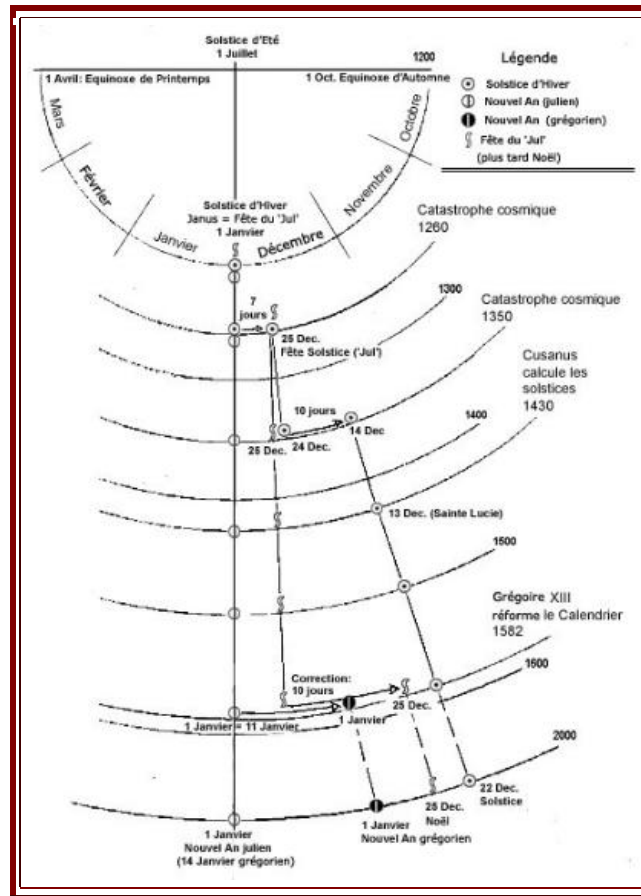 Solstice d'Eté
1 Juillet
1200
1 Avril: Equinoxe de Printemps
1 Oct. Equinoxe d'Automne
Légende
Solstice d'Hiver
Nouvel An (julien)
Nouvel An (grégorien)
Fête du 'Jul'
(plus tard Noël)
Mars
Février
Janvier
Décembre
Novembre
Octobre
Solstice d'Hiver
Janus = Fête du 'Jul'
1 Janvier
Catastrophe cosmique
1260
7
jours
25 Dec.
Fête Solstice ('Jul')
1300
Catastrophe cosmique
1350
10 jours
25 Dec.
24 Dec.
14 Dec
Cusanus
calcule les
solstices
1430
1400
13 Dec. (Sainte Lucie)
1500
Grégoire XIII
réforme le Calendrier
1582
Correction:
10 jours
1600
1 Janvier = 11 Janvier
1 Janvier
25 Dec.
2000
22 Dec.
Solstice
25 Dec.
Noël
1 Janvier
Nouvel An grégorien
1 Janvier
Nouvel An julien
(14 Janvier grégorien)